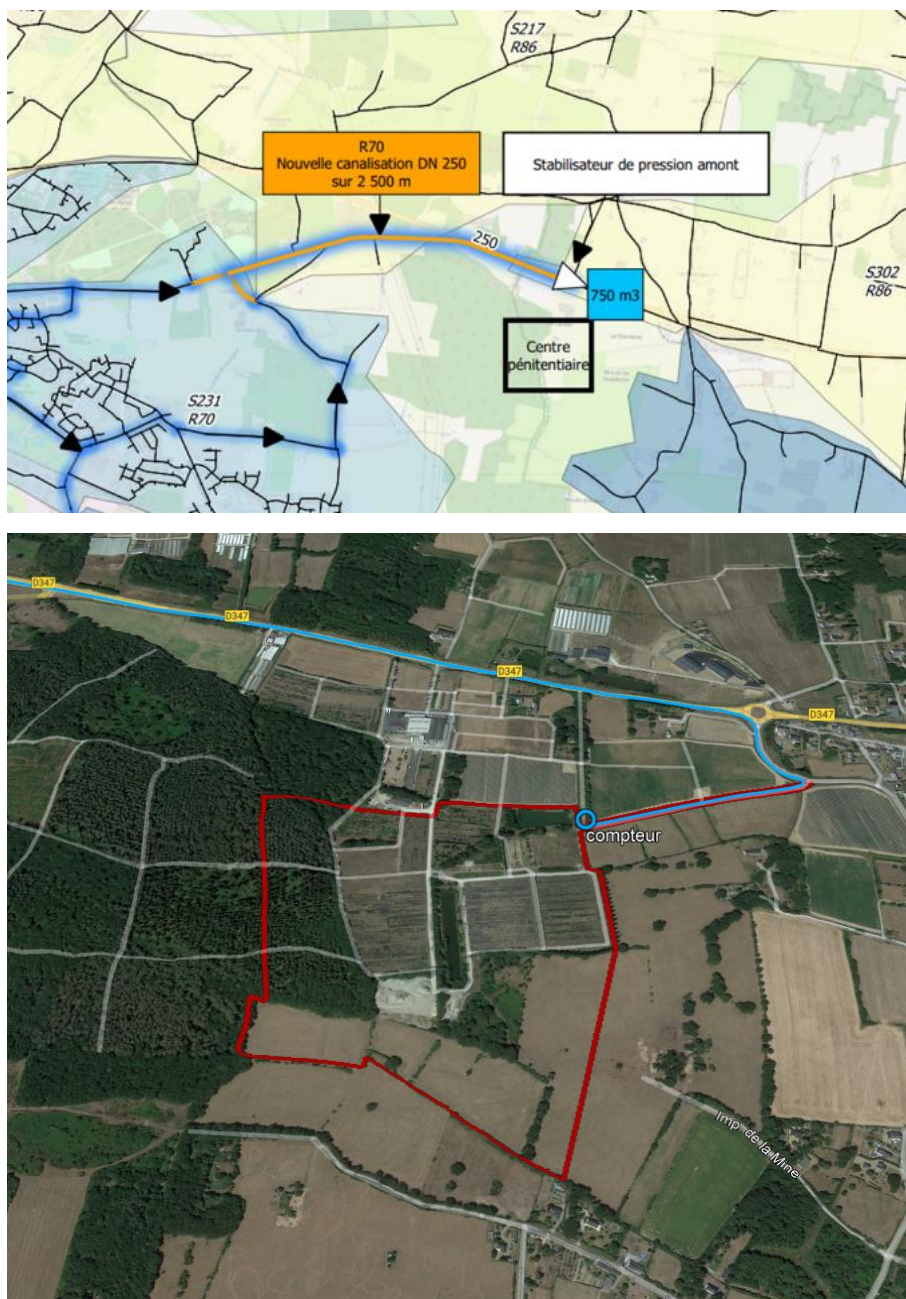 S217
R86
R70
Nouvelle canalisation DN 250
sur 2 500 m
Stabilisateur de pression amont
250
750 m3
S302
R86
Centre
pénitentiaire
S231
R70
D347
D347
D347
D347
compteur
Imp. de la Mine